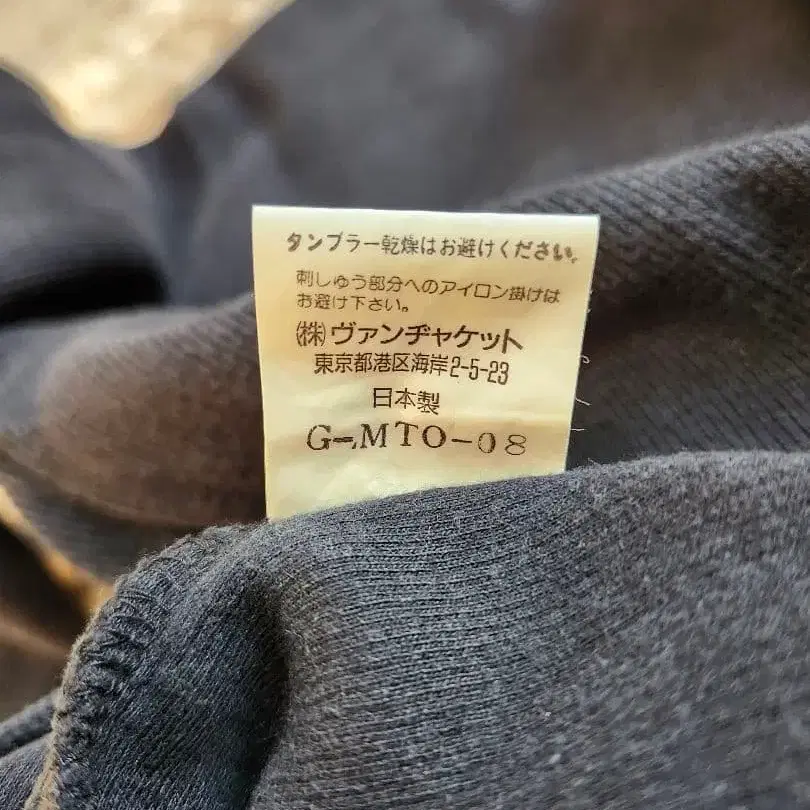 タンブラー乾燥はお避けください。
刺しゅう部分へのアイロン掛けは
お避け下さい。
㈱ヴァンヂャケット
東京都港区海岸2-5-23
日本製
G-MTO-08